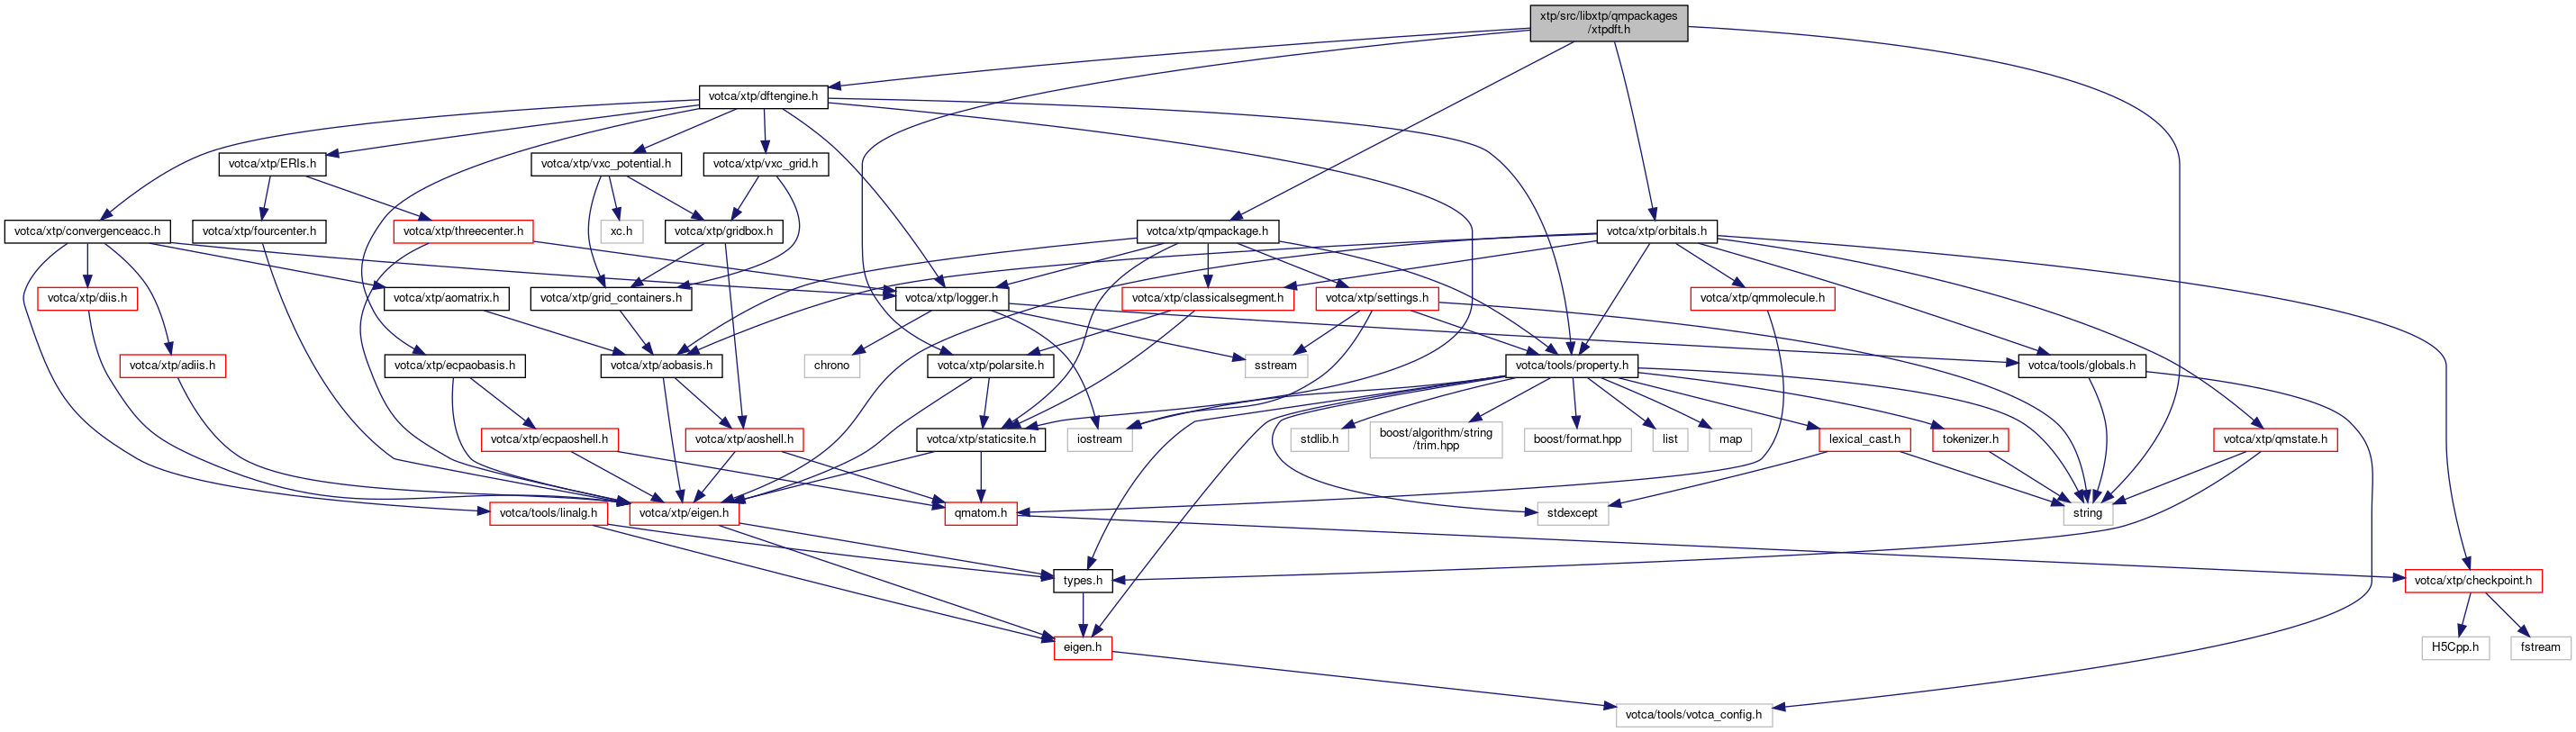 xtp/src/libxtp/qmpackages
/xtpdft.h
votca/xtp/dftengine.h
votca/xtp/ERIs.h
votca/xtp/vxc_potential.h
votca/xtp/vxc_grid.h
votca/xtp/convergenceacc.h
votca/xtp/fourcenter.h
votca/xtp/threecenter.h
xc.h
votca/xtp/gridbox.h
votca/xtp/qmpackage.h
votca/xtp/orbitals.h
votca/xtp/diis.h
votca/xtp/aomatrix.h
votca/xtp/grid_containers.h
votca/xtp/logger.h
votca/xtp/classicalsegment.h
votca/xtp/settings.h
votca/xtp/qmmolecule.h
votca/xtp/adiis.h
votca/xtp/ecpaobasis.h
votca/xtp/aobasis.h
chrono
votca/xtp/polarsite.h
sstream
votca/tools/property.h
votca/tools/globals.h
votca/xtp/ecpaoshell.h
votca/xtp/aoshell.h
votca/xtp/staticsite.h
iostream
stdlib.h
boost/algorithm/string
/trim.hpp
boost/format.hpp
list
map
lexical_cast.h
tokenizer.h
votca/xtp/qmstate.h
votca/tools/linalg.h
votca/xtp/eigen.h
qmatom.h
stdexcept
string
types.h
votca/xtp/checkpoint.h
eigen.h
H5Cpp.h
fstream
votca/tools/votca_config.h